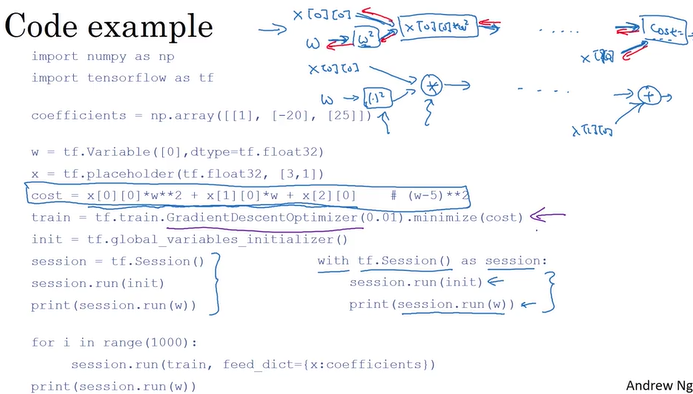 Code example
import numpy as np
import tensorflow as tf
coefficients = np.array([[1], [-20], [25]])
w = tf.Variable([0],dtype=tf.float32)
x = tf.placeholder(tf.float32, [3,1])
cost = x[0][0]*w**2 + x[1][0]*w + x[2][0] # (w-5)**2
train = tf.train.GradientDescentOptimizer(0.01).minimize(cost)
init = tf.global_variables_initializer()
session = tf.Session()
session.run(init)
print(session.run(w))
with tf.Session() as session:
session.run(init)
print(session.run(w))
for i in range(1000):
session.run(train, feed_dict={x:coefficients})
print(session.run(w))
x[0][0]
w → w² x[0][0]*w² ..... cost=
x[0][0]
w → (·)² * ..... +
x[1][0]
Andrew Ng